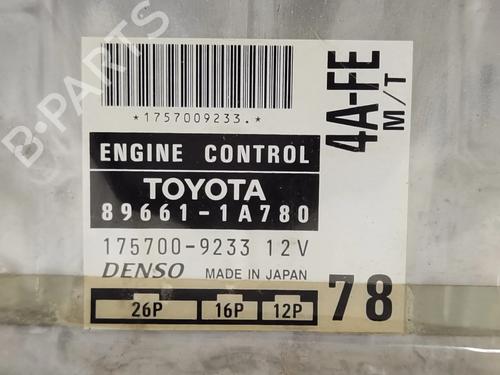 *1757009233.*
ENGINE CONTROL
TOYOTA
89661-1A780
175700-9233 12V
DENSO MADE IN JAPAN
26P 16P 12P
78
4A-FE
M/T
B-PARTS